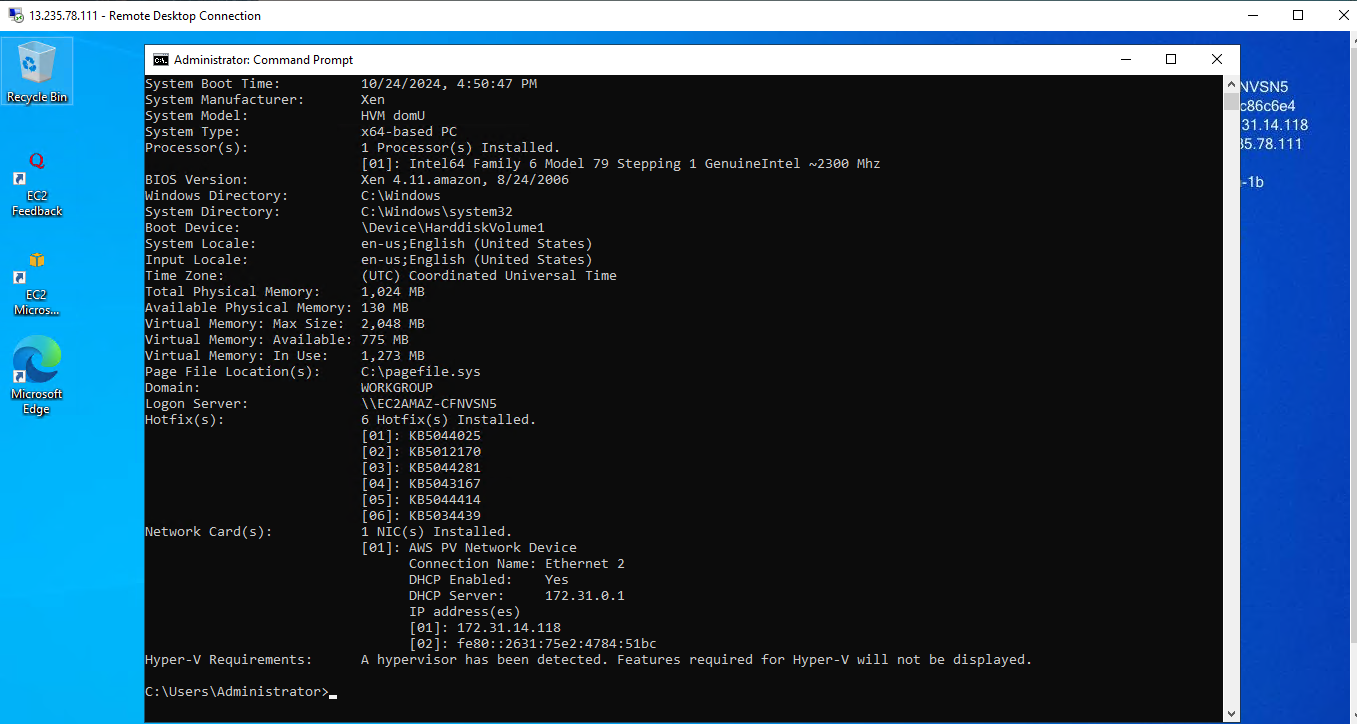 13.235.78.111 - Remote Desktop Connection
Recycle Bin
EC2
Feedback
EC2
Micros...
Microsoft
Edge
Administrator: Command Prompt
System Boot Time: 10/24/2024, 4:50:47 PM
System Manufacturer: Xen
System Model: HVM domU
System Type: x64-based PC
Processor(s): 1 Processor(s) Installed.
[01]: Intel64 Family 6 Model 79 Stepping 1 GenuineIntel ~2300 Mhz
BIOS Version: Xen 4.11.amazon, 8/24/2006
Windows Directory: C:\Windows
System Directory: C:\Windows\system32
Boot Device: \Device\HarddiskVolume1
System Locale: en-us;English (United States)
Input Locale: en-us;English (United States)
Time Zone: (UTC) Coordinated Universal Time
Total Physical Memory: 1,024 MB
Available Physical Memory: 130 MB
Virtual Memory: Max Size: 2,048 MB
Virtual Memory: Available: 775 MB
Virtual Memory: In Use: 1,273 MB
Page File Location(s): C:\pagefile.sys
Domain: WORKGROUP
Logon Server: \\EC2AMAZ-CFNVSN5
Hotfix(s): 6 Hotfix(s) Installed.
[01]: KB5044025
[02]: KB5012170
[03]: KB5044281
[04]: KB5043167
[05]: KB5044414
[06]: KB5034439
Network Card(s): 1 NIC(s) Installed.
[01]: AWS PV Network Device
Connection Name: Ethernet 2
DHCP Enabled: Yes
DHCP Server: 172.31.0.1
IP address(es)
[01]: 172.31.14.118
[02]: fe80::2631:75e2:4784:51bc
Hyper-V Requirements: A hypervisor has been detected. Features required for Hyper-V will not be displayed.
C:\Users\Administrator>
NVSN5
c86c6e4
31.14.118
35.78.111
-1b